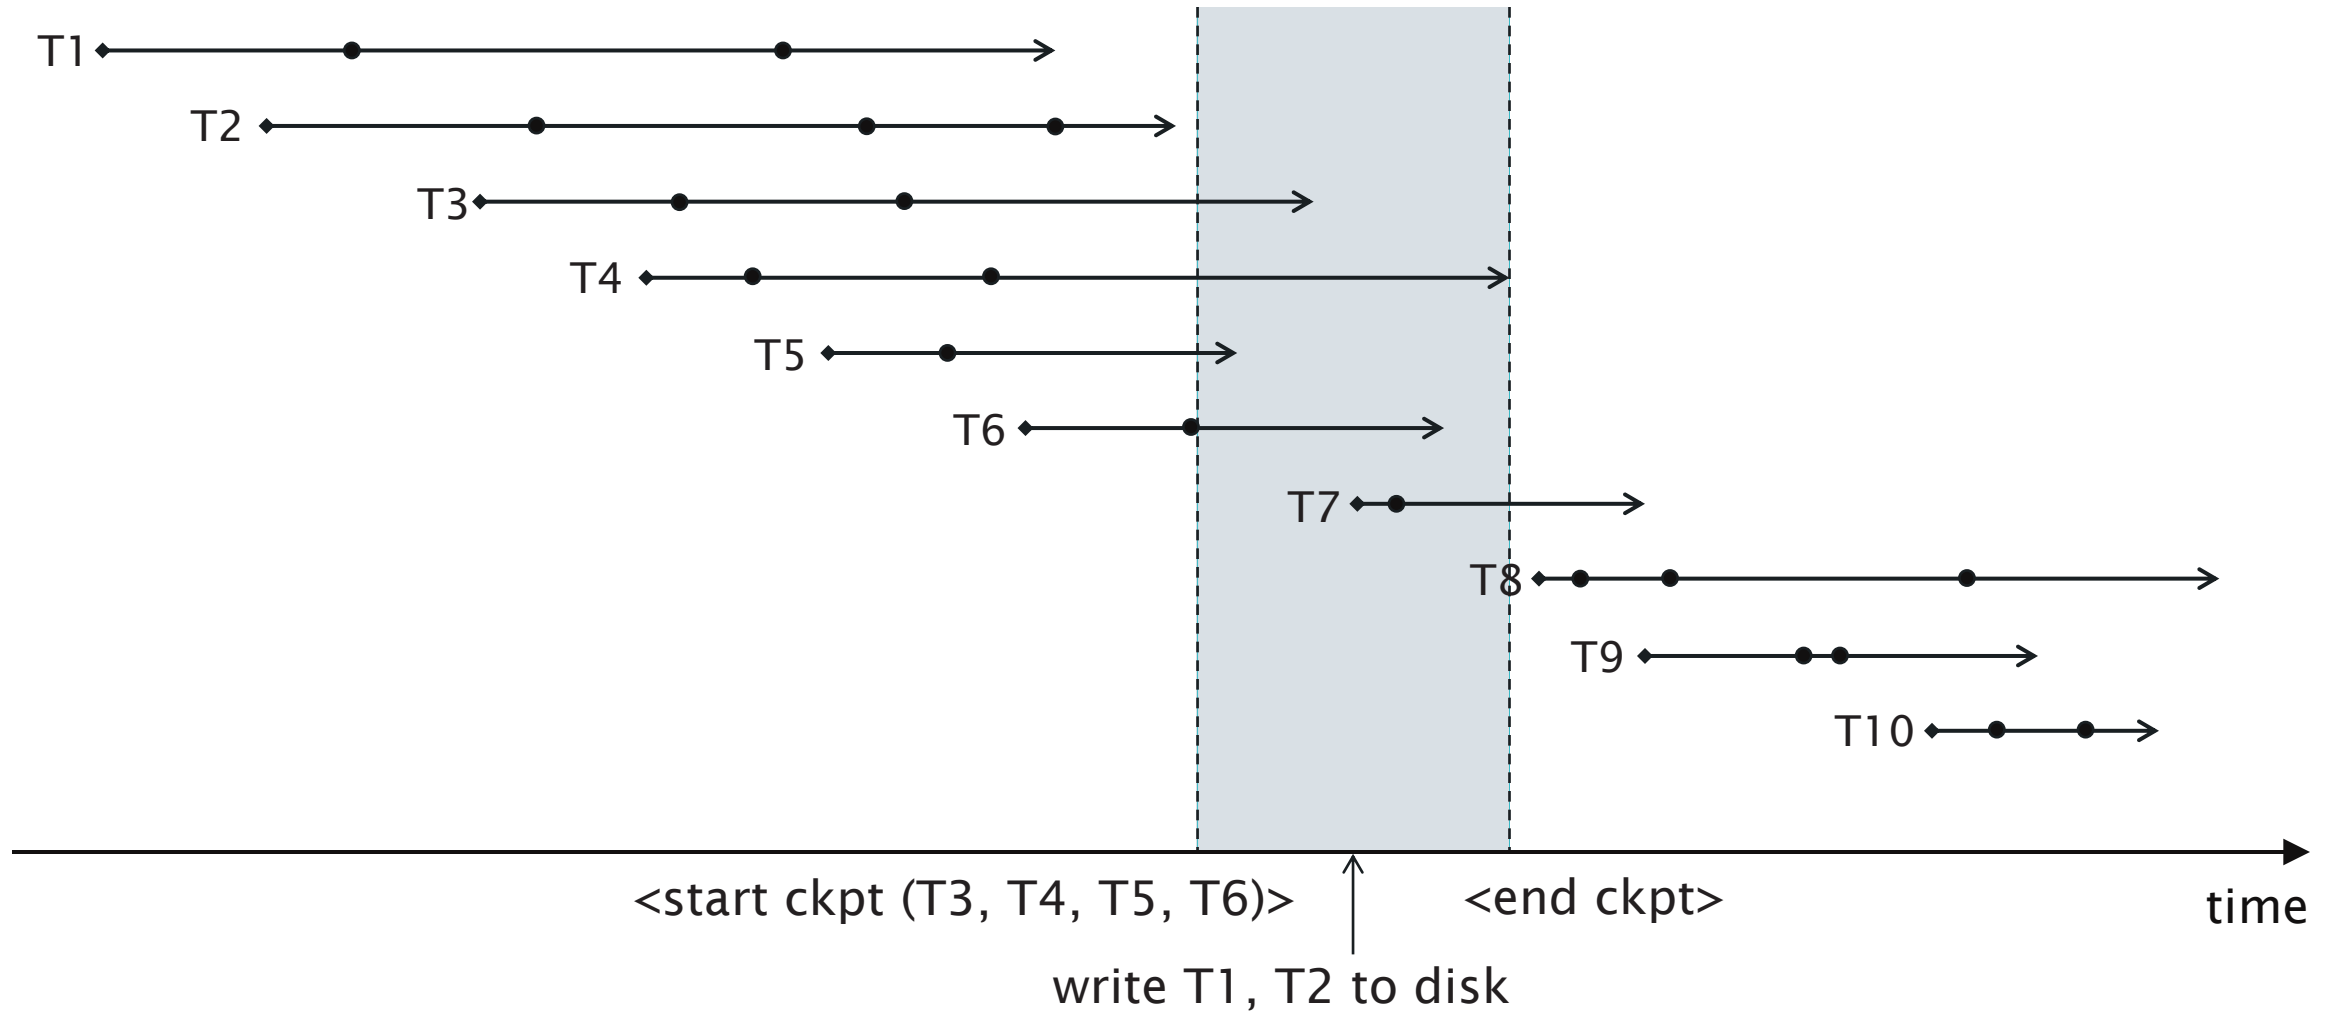 T1
T2
T3
T4
T5
T6
T7
T8
T9
T10
<start ckpt (T3, T4, T5, T6)>
<end ckpt>
time
write T1, T2 to disk